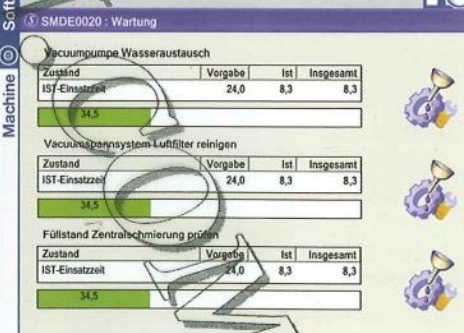 Machine Soft
SMDE0020 : Wartung
Vacuumpumpe Wasseraustausch
Zustand Vorgabe Ist Insgesamt
IST-Einsatzzeit 24,0 8,3 8,3
34,5
Vacuumspannsystem Luftfilter reinigen
Zustand Vorgabe Ist Insgesamt
IST-Einsatzzeit 24,0 8,3 8,3
34,5
Füllstand Zentralschmierung prüfen
Zustand Vorgabe Ist Insgesamt
IST-Einsatzzeit 24,0 8,3 8,3
34,5
COM